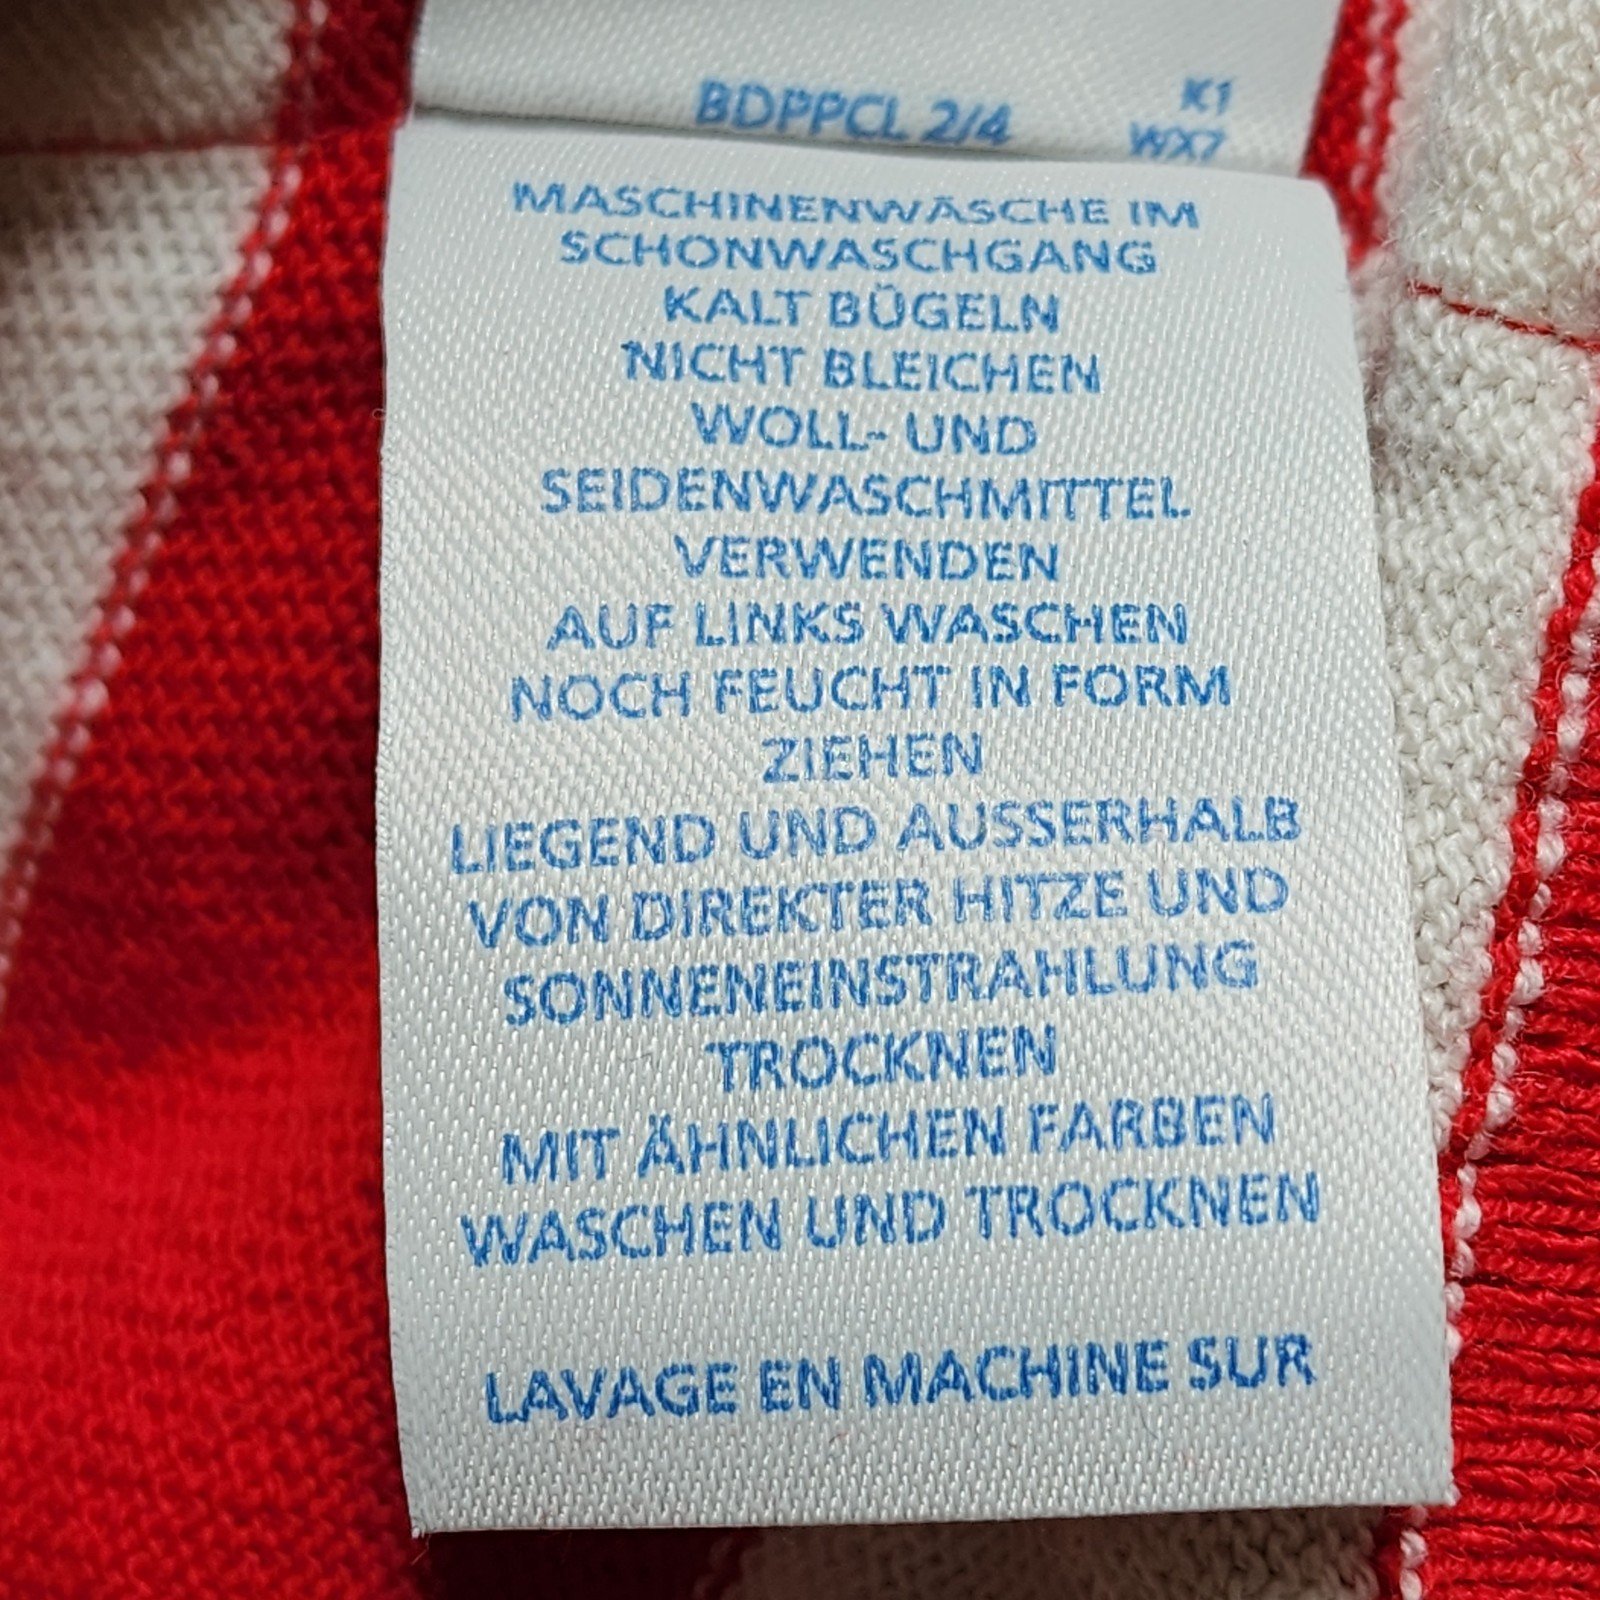 BDPPCL 2/4
K1
WX7
MASCHINENWÄSCHE IM
SCHONWASCHGANG
KALT BÜGELN
NICHT BLEICHEN
WOLL- UND
SEIDENWASCHMITTEL
VERWENDEN
AUF LINKS WASCHEN
NOCH FEUCHT IN FORM
ZIEHEN
LIEGEND UND AUSSERHALB
VON DIREKTER HITZE UND
SONNENEINSTRAHLUNG
TROCKNEN
MIT ÄHNLICHEN FARBEN
WASCHEN UND TROCKNEN
LAVAGE EN MACHINE SUR